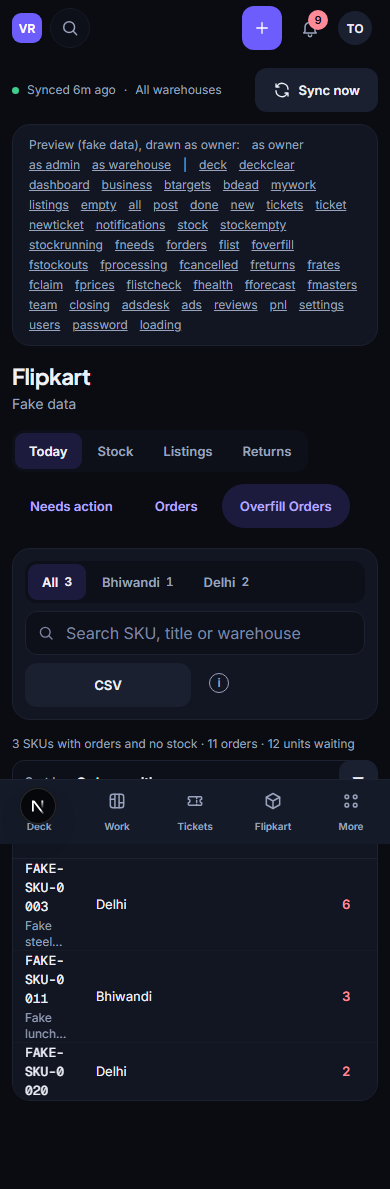 VR
9
TO
Synced 6m ago · All warehouses
Sync now
Preview (fake data), drawn as owner: as owner
as admin as warehouse | deck deckclear
dashboard business btargets bdead mywork
listings empty all post done new tickets ticket
newticket notifications stock stockempty
stockrunning fneeds forders flist foverfill
fstockouts fprocessing fcancelled freturns frates
fclaim fprices flistcheck fhealth fforecast fmasters
team closing adsdesk ads reviews pnl settings
users password loading
Flipkart
Fake data
Today Stock Listings Returns
Needs action Orders Overfill Orders
All 3 Bhiwandi 1 Delhi 2
Search SKU, title or warehouse
CSV
3 SKUs with orders and no stock · 11 orders · 12 units waiting
N
Deck Work Tickets Flipkart More
FAKE-
SKU-0
003
Fake
steel...
Delhi 6
FAKE-
SKU-0
011
Fake
lunch...
Bhiwandi 3
FAKE-
SKU-0
020
Delhi 2